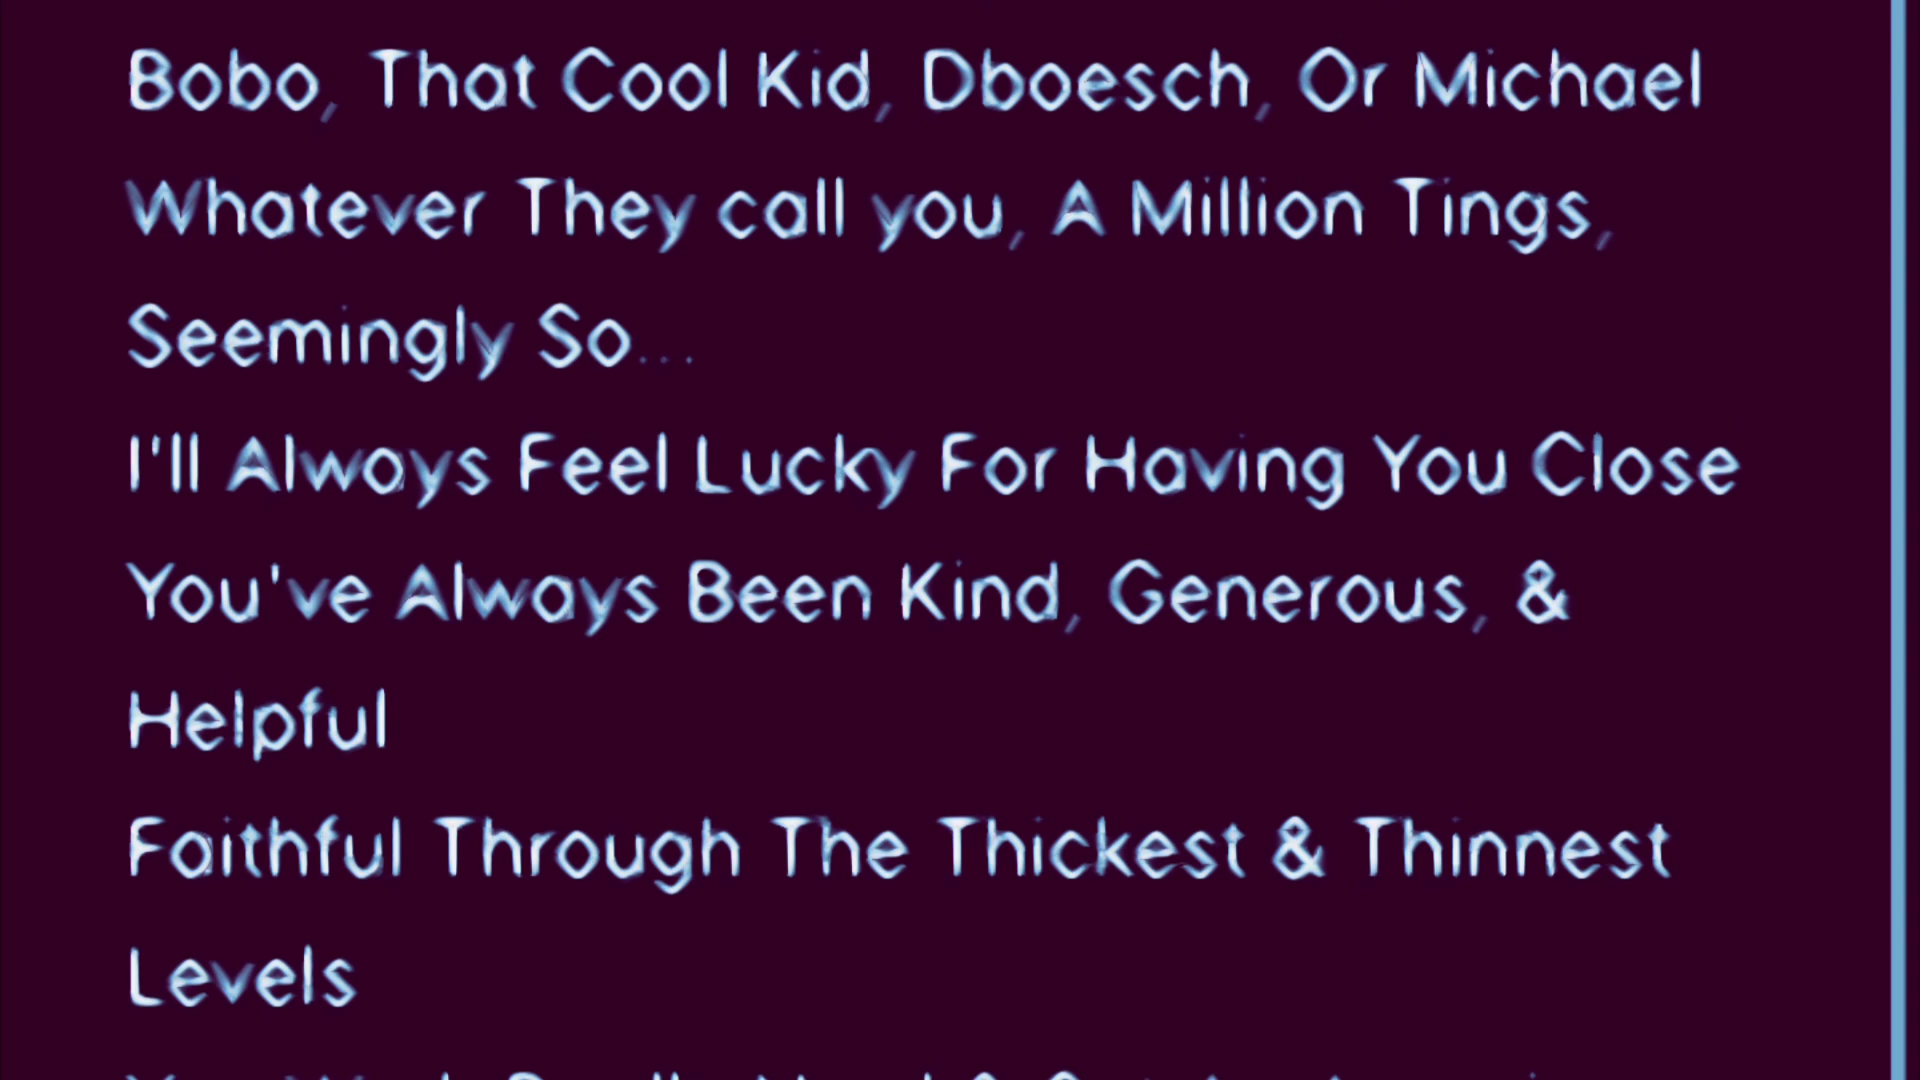 Bobo, That Cool Kid, Dboesch, Or Michael
Whatever They call you, A Million Tings,
Seemingly So...
I'll Always Feel Lucky For Having You Close
You've Always Been Kind, Generous, &
Helpful
Faithful Through The Thickest & Thinnest
Levels